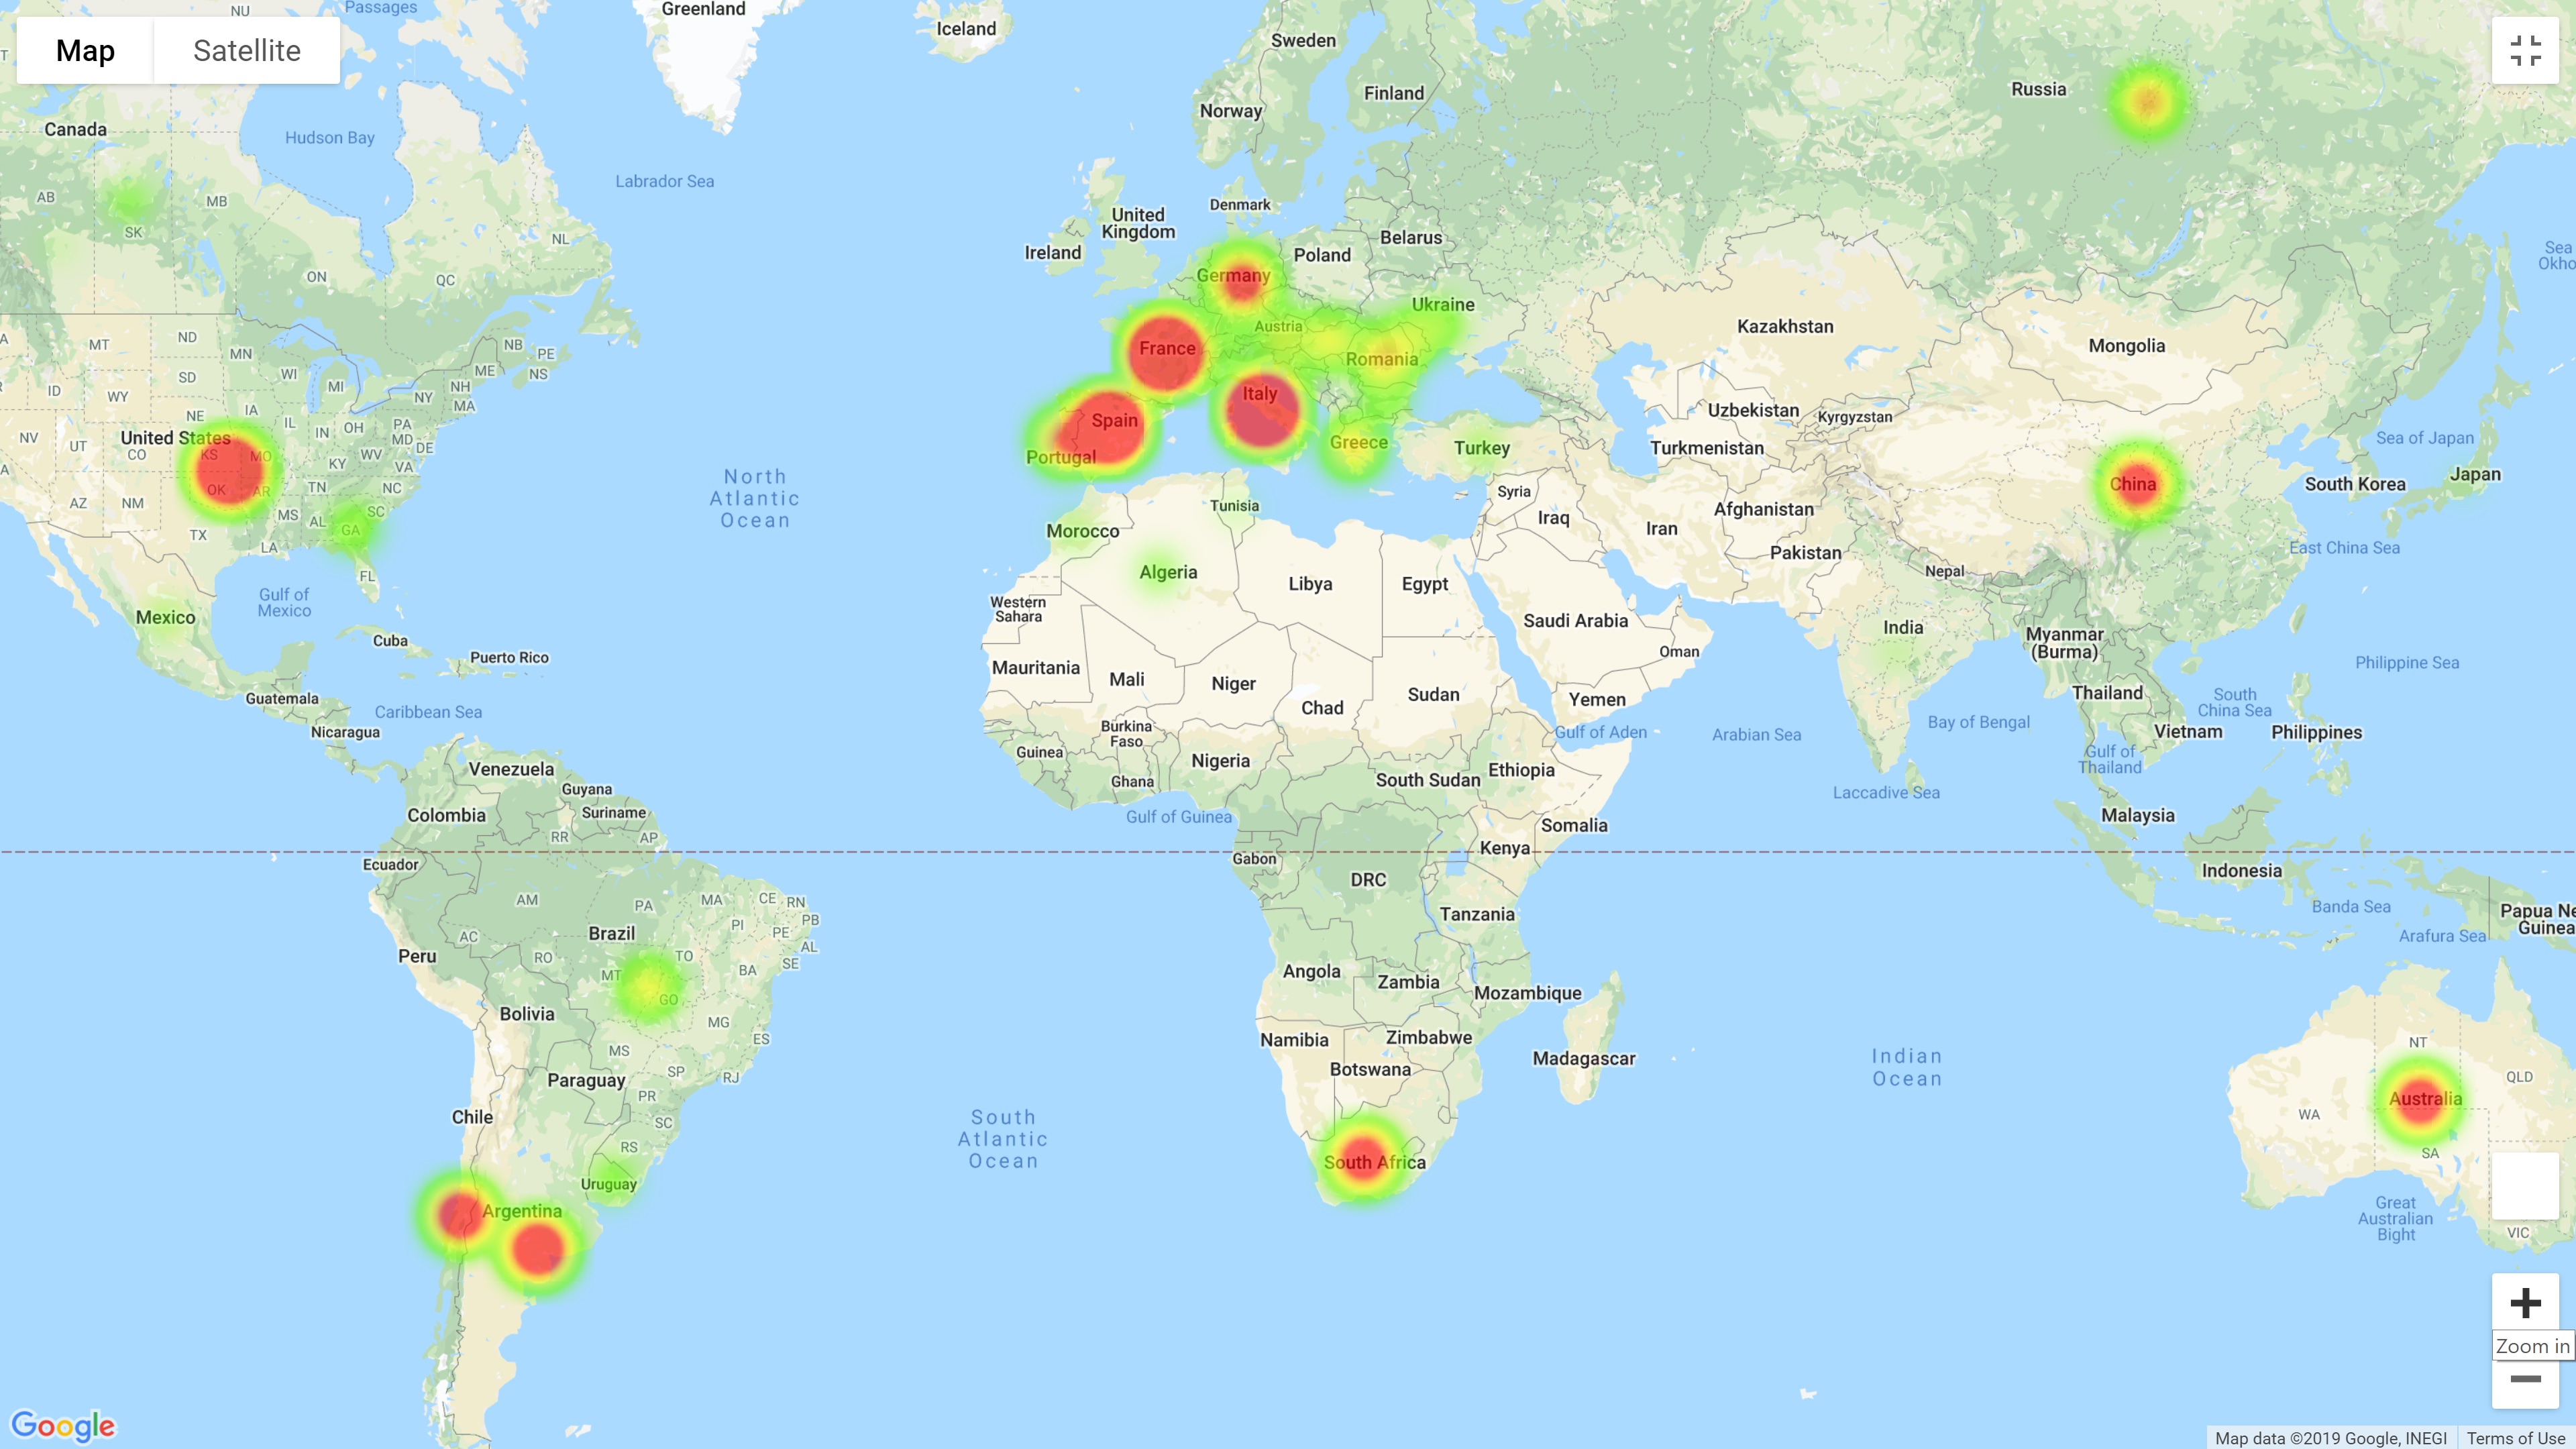 Map
Satellite
NU
Passages
Greenland
Iceland
Sweden
Finland
Norway
Russia
Canada
Hudson Bay
Labrador Sea
AB
MB
SK
NL
ON
QC
Denmark
United
Kingdom
Ireland
Belarus
Poland
Germany
Ukraine
Austria
France
Romania
Kazakhstan
Mongolia
Sea
Okho
MT
ND
MN
SD
WI
MI
NB
PE
NS
ME
NH
MA
NY
ID
WY
NE
IA
IL
IN
OH
PA
MD
DE
NV
UT
CO
United States
KS
MO
KY
WV
VA
AZ
NM
OK
AR
TN
NC
SC
MS
AL
GA
TX
LA
FL
Italy
Spain
Portugal
Greece
Turkey
Uzbekistan
Kyrgyzstan
Turkmenistan
Syria
Iraq
Iran
Afghanistan
Pakistan
Nepal
China
South Korea
Japan
Sea of Japan
East China Sea
North
Atlantic
Ocean
Tunisia
Morocco
Algeria
Libya
Egypt
Western
Sahara
Saudi Arabia
Oman
India
Myanmar
(Burma)
Gulf of
Mexico
Mexico
Cuba
Puerto Rico
Guatemala
Caribbean Sea
Nicaragua
Mauritania
Mali
Niger
Chad
Sudan
Yemen
Gulf of Aden
Arabian Sea
Bay of Bengal
Thailand
Vietnam
South
China Sea
Philippine Sea
Philippines
Gulf of
Thailand
Laccadive Sea
Malaysia
Burkina
Faso
Guinea
Ghana
Nigeria
South Sudan
Ethiopia
Gulf of Guinea
Somalia
Kenya
Gabon
DRC
Tanzania
Venezuela
Guyana
Suriname
Colombia
RR
AP
Ecuador
Indonesia
Banda Sea
Papua Ne
Guinea
Arafura Sea
AM
PA
MA
CE
RN
PB
PI
PE
AL
SE
Brazil
AC
RO
TO
MT
BA
GO
Peru
Bolivia
MG
ES
MS
SP
RJ
Paraguay
PR
SC
Chile
RS
Uruguay
Argentina
Angola
Zambia
Mozambique
Namibia
Zimbabwe
Botswana
Madagascar
South Africa
South
Atlantic
Ocean
Indian
Ocean
NT
QLD
Australia
WA
SA
Great
Australian
Bight
VIC
Zoom in
Google
Map data ©2019 Google, INEGI
Terms of Use